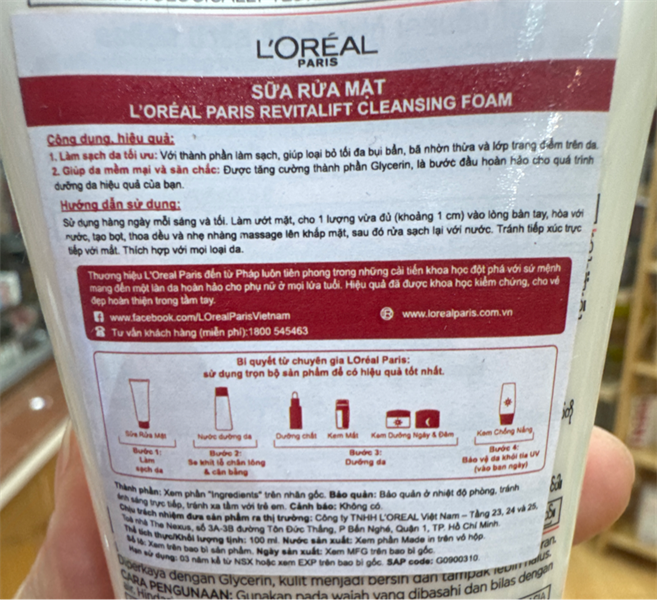 L'ORÉAL
PARIS
SỮA RỬA MẶT
L'ORÉAL PARIS REVITALIFT CLEANSING FOAM
Công dụng, hiệu quả:
1. Làm sạch da tối ưu: Với thành phần làm sạch, giúp loại bỏ tối đa bụi bẩn, bã nhờn thừa và lớp trang điểm trên da.
2. Giúp da mềm mại và săn chắc: Được tăng cường thành phần Glycerin, là bước đầu hoàn hảo cho quá trình
dưỡng da hiệu quả của bạn.
Hướng dẫn sử dụng:
Sử dụng hàng ngày mỗi sáng và tối. Làm ướt mặt, cho 1 lượng vừa đủ (khoảng 1 cm) vào lòng bàn tay, hòa với
nước, tạo bọt, thoa đều và nhẹ nhàng massage lên khắp mặt, sau đó rửa sạch lại với nước. Tránh tiếp xúc trực
tiếp với mắt. Thích hợp với mọi loại da.
Thương hiệu L'Oreal Paris đến từ Pháp luôn tiên phong trong những cải tiến khoa học đột phá với sứ mệnh
mang đến một làn da hoàn hảo cho phụ nữ ở mọi lứa tuổi. Hiệu quả đã được khoa học kiểm chứng, cho vẻ
đẹp hoàn thiện trong tầm tay.
www.facebook.com/LOrealParisVietnam www.lorealparis.com.vn
Tư vấn khách hàng (miễn phí):1800 545463
Bí quyết từ chuyên gia LOréal Paris:
sử dụng trọn bộ sản phẩm để có hiệu quả tốt nhất.
Sữa Rửa Mặt Nước dưỡng da Dưỡng chất Kem Mắt Kem Dưỡng Ngày & Đêm Kem Chống Nắng
Bước 1: Bước 2: Bước 3: Bước 4:
Làm Se khít lỗ chân lông Dưỡng da Bảo vệ da khỏi tia UV
sạch da & cân bằng (vào ban ngày)
Thành phần: Xem phần "Ingredients" trên nhãn gốc. Bảo quản: Bảo quản ở nhiệt độ phòng, tránh
ánh sáng trực tiếp, tránh xa tầm với trẻ em. Cảnh báo: Không có.
Chịu trách nhiệm đưa sản phẩm ra thị trường: Công ty TNHH L'OREAL Việt Nam – Tầng 23, 24 và 25,
Toà nhà The Nexus, số 3A-3B đường Tôn Đức Thắng, P Bến Nghé, Quận 1, TP. Hồ Chí Minh.
Thể tích thực/Khối lượng tịnh: 100 ml. Nước sản xuất: Xem phần Made in trên vỏ hộp.
Số lô: Xem trên bao bì sản phẩm. Ngày sản xuất: Xem MFG trên bao bì gốc.
Hạn sử dụng: 03 năm kể từ NSX hoặc xem EXP trên bao bì gốc. SAP code: G0900310
Diperkaya dengan Glycerin, kulit menjadi bersih dan tampak lebih halus.
CARA PENGUNAAN: Gunakan pada wajah yang dibasahi dan bilas dengan